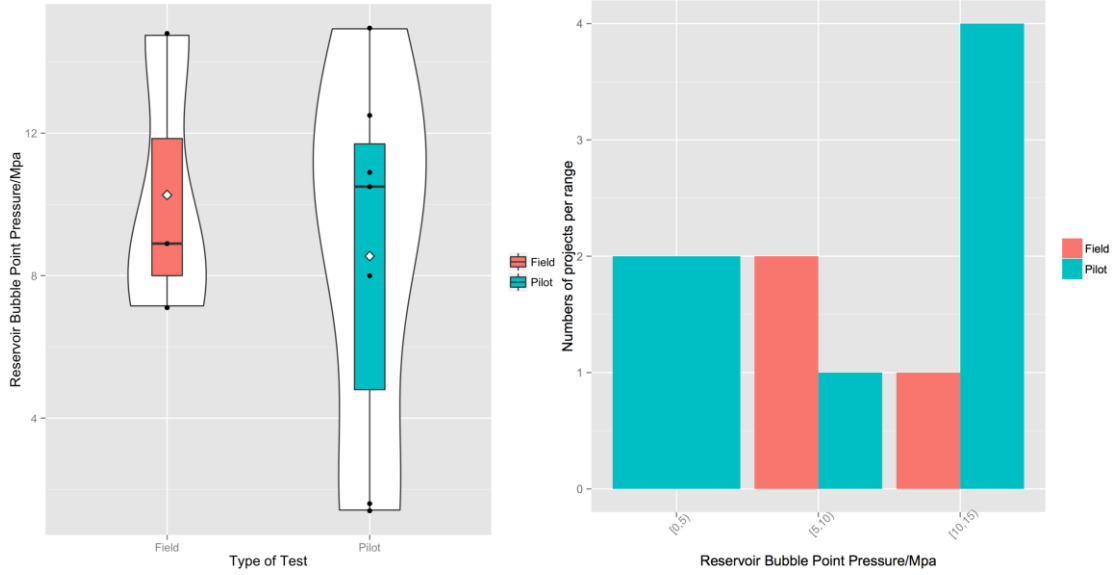 Reservoir Bubble Point Pressure/Mpa
12
8
4
Field
Pilot
Type of Test
Field
Pilot
Numbers of projects per range
4
3
2
1
0
[0,5)
[5,10)
[10,15)
Reservoir Bubble Point Pressure/Mpa
Field
Pilot